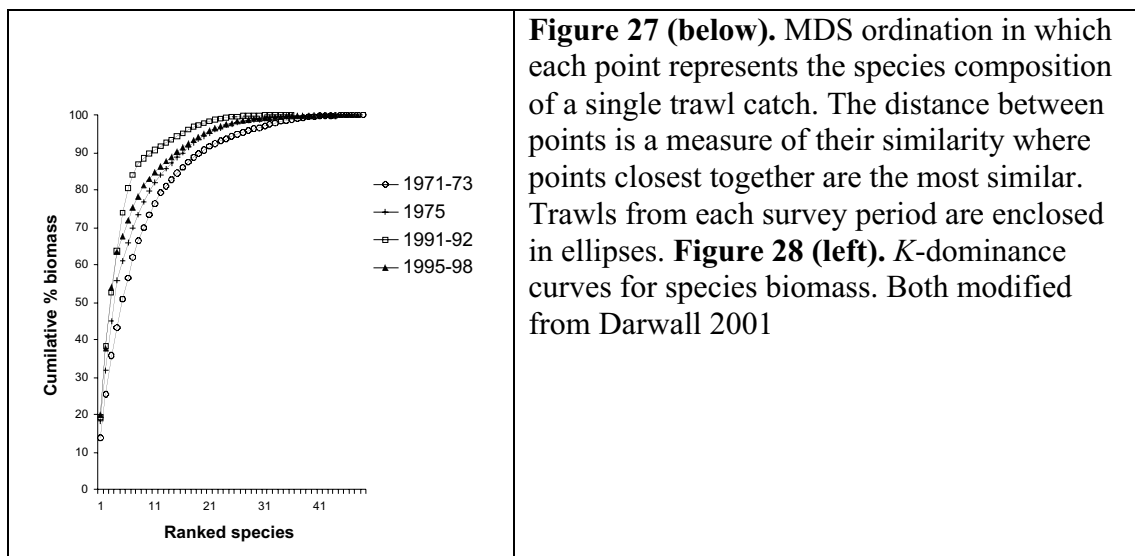 100
90
80
70
60
50
40
30
20
10
0
Cumilative % biomass
1
11
21
31
41
Ranked species
1971-73
1975
1991-92
1995-98
Figure 27 (below). MDS ordination in which
each point represents the species composition
of a single trawl catch. The distance between
points is a measure of their similarity where
points closest together are the most similar.
Trawls from each survey period are enclosed
in ellipses. Figure 28 (left). K-dominance
curves for species biomass. Both modified
from Darwall 2001